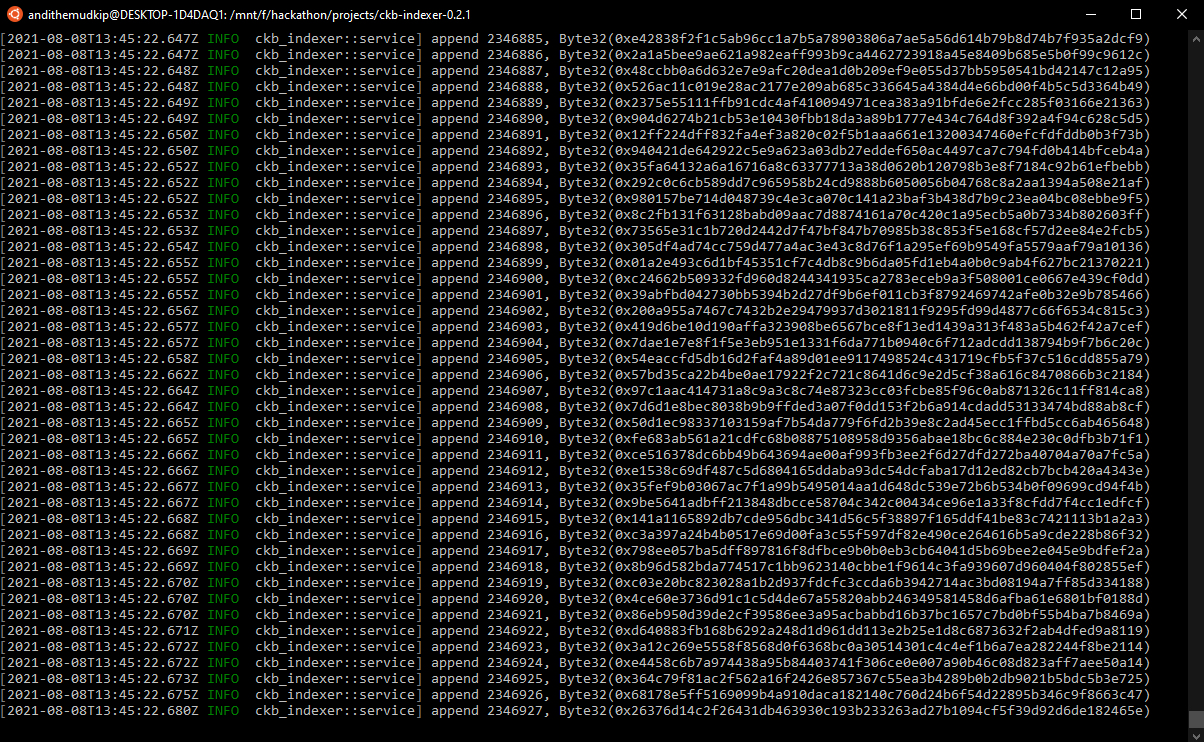 andithemudkip@DESKTOP-1D4DAQ1: /mnt/f/hackathon/projects/ckb-indexer-0.2.1
[2021-08-08T13:45:22.647Z INFO  ckb_indexer::service] append 2346885, Byte32(0xe42838f2f1c5ab96cc1a7b5a78903806a7ae5a56d614b79b8d74b7f935a2dcf9)
[2021-08-08T13:45:22.647Z INFO  ckb_indexer::service] append 2346886, Byte32(0x2a1a5bee9ae621a982eaff993b9ca4462723918a45e8409b685e5b0f99c9612c)
[2021-08-08T13:45:22.648Z INFO  ckb_indexer::service] append 2346887, Byte32(0x48ccbb0a6d632e7e9afc20dea1d0b209ef9e055d37bb5950541bd42147c12a95)
[2021-08-08T13:45:22.648Z INFO  ckb_indexer::service] append 2346888, Byte32(0x526ac11c019e28ac2177e209ab685c336645a4384d4e66bd00f4b5c5d3364b49)
[2021-08-08T13:45:22.649Z INFO  ckb_indexer::service] append 2346889, Byte32(0x2375e55111ffb91cdc4af410094971cea383a91bfde6e2fcc285f03166e21363)
[2021-08-08T13:45:22.649Z INFO  ckb_indexer::service] append 2346890, Byte32(0x904d6274b21cb53e10430fbb18da3a89b1777e434c764d8f392a4f94c628c5d5)
[2021-08-08T13:45:22.650Z INFO  ckb_indexer::service] append 2346891, Byte32(0x12ff224dff832fa4ef3a820c02f5b1aaa661e13200347460efcfdfddb0b3f73b)
[2021-08-08T13:45:22.650Z INFO  ckb_indexer::service] append 2346892, Byte32(0x940421de642922c5e9a623a03db27eddef650ac4497ca7c794fd0b414bfceb4a)
[2021-08-08T13:45:22.652Z INFO  ckb_indexer::service] append 2346893, Byte32(0x35fa64132a6a16716a8c63377713a38d0620b120798b3e8f7184c92b61efbebb)
[2021-08-08T13:45:22.652Z INFO  ckb_indexer::service] append 2346894, Byte32(0x292c0c6cb589dd7c965958b24cd9888b6050056b04768c8a2aa1394a508e21af)
[2021-08-08T13:45:22.652Z INFO  ckb_indexer::service] append 2346895, Byte32(0x980157be714d048739c4e3ca070c141a23baf3b438d7b9c23ea04bc08ebbe9f5)
[2021-08-08T13:45:22.653Z INFO  ckb_indexer::service] append 2346896, Byte32(0x8c2fb131f63128babd09aac7d8874161a70c420c1a95ecb5a0b7334b802603ff)
[2021-08-08T13:45:22.653Z INFO  ckb_indexer::service] append 2346897, Byte32(0x73565e31c1b720d2442d7f47bf847b70985b38c853f5e168cf57d2ee84e2fcb5)
[2021-08-08T13:45:22.654Z INFO  ckb_indexer::service] append 2346898, Byte32(0x305df4ad74cc759d477a4ac3e43c8d76f1a295ef69b9549fa5579aaf79a10136)
[2021-08-08T13:45:22.655Z INFO  ckb_indexer::service] append 2346899, Byte32(0x01a2e493c6d1bf45351cf7c4db8c9b6da05fd1eb4a0b0c9ab4f627bc21370221)
[2021-08-08T13:45:22.655Z INFO  ckb_indexer::service] append 2346900, Byte32(0xc24662b509332fd960d8244341935ca2783eceb9a3f508001ce0667e439cf0dd)
[2021-08-08T13:45:22.655Z INFO  ckb_indexer::service] append 2346901, Byte32(0x39abfbd042730bb5394b2d27df9b6ef011cb3f8792469742afe0b32e9b785466)
[2021-08-08T13:45:22.656Z INFO  ckb_indexer::service] append 2346902, Byte32(0x200a955a7467c7432b2e29479937d3021811f9295fd99d4877c66f6534c815c3)
[2021-08-08T13:45:22.657Z INFO  ckb_indexer::service] append 2346903, Byte32(0x419d6be10d190affa323908be6567bce8f13ed1439a313f483a5b462f42a7cef)
[2021-08-08T13:45:22.657Z INFO  ckb_indexer::service] append 2346904, Byte32(0x7dae1e7e8f1f5e3eb951e1331f6da771b0940c6f712adcdd138794b9f7b6c20c)
[2021-08-08T13:45:22.658Z INFO  ckb_indexer::service] append 2346905, Byte32(0x54eaccfd5db16d2faf4a89d01ee9117498524c431719cfb5f37c516cdd855a79)
[2021-08-08T13:45:22.662Z INFO  ckb_indexer::service] append 2346906, Byte32(0x57bd35ca22b4be0ae17922f2c721c8641d6c9e2d5cf38a616c8470866b3c2184)
[2021-08-08T13:45:22.664Z INFO  ckb_indexer::service] append 2346907, Byte32(0x97c1aac414731a8c9a3c8c74e87323cc03fcbe85f96c0ab871326c11ff814ca8)
[2021-08-08T13:45:22.664Z INFO  ckb_indexer::service] append 2346908, Byte32(0x7d6d1e8bec8038b9b9ffded3a07f0dd153f2b6a914cdadd53133474bd88ab8cf)
[2021-08-08T13:45:22.665Z INFO  ckb_indexer::service] append 2346909, Byte32(0x50d1ec98337103159af7b54da779f6fd2b39e8c2ad45ecc1ffbd5cc6ab465648)
[2021-08-08T13:45:22.665Z INFO  ckb_indexer::service] append 2346910, Byte32(0xfe683ab561a21cdfc68b08875108958d9356abae18bc6c884e230c0dfb3b71f1)
[2021-08-08T13:45:22.666Z INFO  ckb_indexer::service] append 2346911, Byte32(0xce516378dc6bb49b643694ae00af993fb3ee2f6d27dfd272ba40704a70a7fc5a)
[2021-08-08T13:45:22.666Z INFO  ckb_indexer::service] append 2346912, Byte32(0xe1538c69df487c5d6804165ddaba93dc54dcfaba17d12ed82cb7bcb420a4343e)
[2021-08-08T13:45:22.667Z INFO  ckb_indexer::service] append 2346913, Byte32(0x35fef9b03067ac7f1a99b5495014aa1d648dc539e72b6b534b0f09699cd94f4b)
[2021-08-08T13:45:22.667Z INFO  ckb_indexer::service] append 2346914, Byte32(0x9be5641adbff213848dbcce58704c342c00434ce96e1a33f8cfdd7f4cc1edfcf)
[2021-08-08T13:45:22.668Z INFO  ckb_indexer::service] append 2346915, Byte32(0x141a1165892db7cde956dbc341d56c5f38897f165ddf41be83c7421113b1a2a3)
[2021-08-08T13:45:22.668Z INFO  ckb_indexer::service] append 2346916, Byte32(0xc3a397a24b4b0517e69d00fa3c55f597df82e490ce264616b5a9cde228b86f32)
[2021-08-08T13:45:22.669Z INFO  ckb_indexer::service] append 2346917, Byte32(0x798ee057ba5dff897816f8dfbce9b0b0eb3cb64041d5b69bee2e045e9bdfef2a)
[2021-08-08T13:45:22.669Z INFO  ckb_indexer::service] append 2346918, Byte32(0x8b96d582bda774517c1bb9623140cbbe1f9614c3fa939607d960404f802855ef)
[2021-08-08T13:45:22.670Z INFO  ckb_indexer::service] append 2346919, Byte32(0xc03e20bc823028a1b2d937fdcfc3ccda6b3942714ac3bd08194a7ff85d334188)
[2021-08-08T13:45:22.670Z INFO  ckb_indexer::service] append 2346920, Byte32(0x4ce60e3736d91c1c5d4de67a55820abb246349581458d6afba61e6801bf0188d)
[2021-08-08T13:45:22.670Z INFO  ckb_indexer::service] append 2346921, Byte32(0x86eb950d39de2cf39586ee3a95acbabbd16b37bc1657c7bd0bf55b4ba7b8469a)
[2021-08-08T13:45:22.671Z INFO  ckb_indexer::service] append 2346922, Byte32(0xd640883fb168b6292a248d1d961dd113e2b25e1d8c6873632f2ab4dfed9a8119)
[2021-08-08T13:45:22.672Z INFO  ckb_indexer::service] append 2346923, Byte32(0x3a12c269e5558f8568d0f6368bc0a30514301c4c4ef1b6a7ea282244f8be2114)
[2021-08-08T13:45:22.672Z INFO  ckb_indexer::service] append 2346924, Byte32(0xe4458c6b7a974438a95b84403741f306ce0e007a90b46c08d823aff7aee50a14)
[2021-08-08T13:45:22.673Z INFO  ckb_indexer::service] append 2346925, Byte32(0x364c79f81ac2f562a16f2426e857367c55ea3b4289b0b2db9021b5bdc5b3e725)
[2021-08-08T13:45:22.675Z INFO  ckb_indexer::service] append 2346926, Byte32(0x68178e5ff5169099b4a910daca182140c760d24b6f54d22895b346c9f8663c47)
[2021-08-08T13:45:22.680Z INFO  ckb_indexer::service] append 2346927, Byte32(0x26376d14c2f26431db463930c193b233263ad27b1094cf5f39d92d6de182465e)